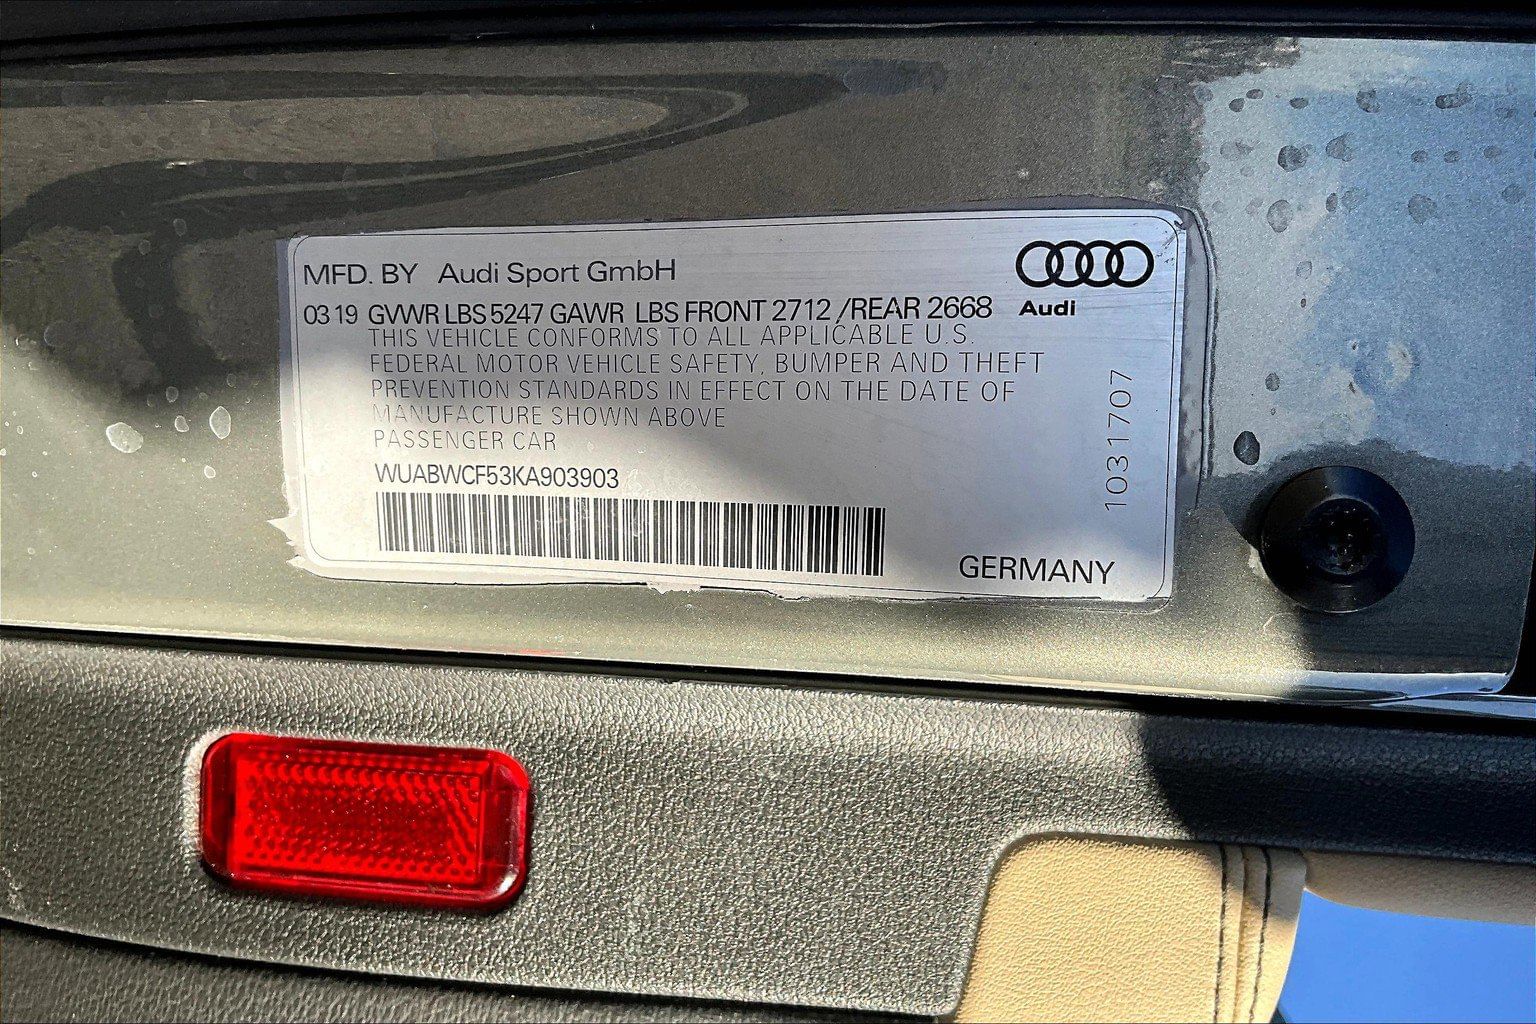 MFD. BY Audi Sport GmbH
03 19 GVWR LBS 5247 GAWR LBS FRONT 2712 /REAR 2668
Audi
THIS VEHICLE CONFORMS TO ALL APPLICABLE U.S.
FEDERAL MOTOR VEHICLE SAFETY, BUMPER AND THEFT
PREVENTION STANDARDS IN EFFECT ON THE DATE OF
MANUFACTURE SHOWN ABOVE
PASSENGER CAR
WUABWCF53KA903903
1031707
GERMANY